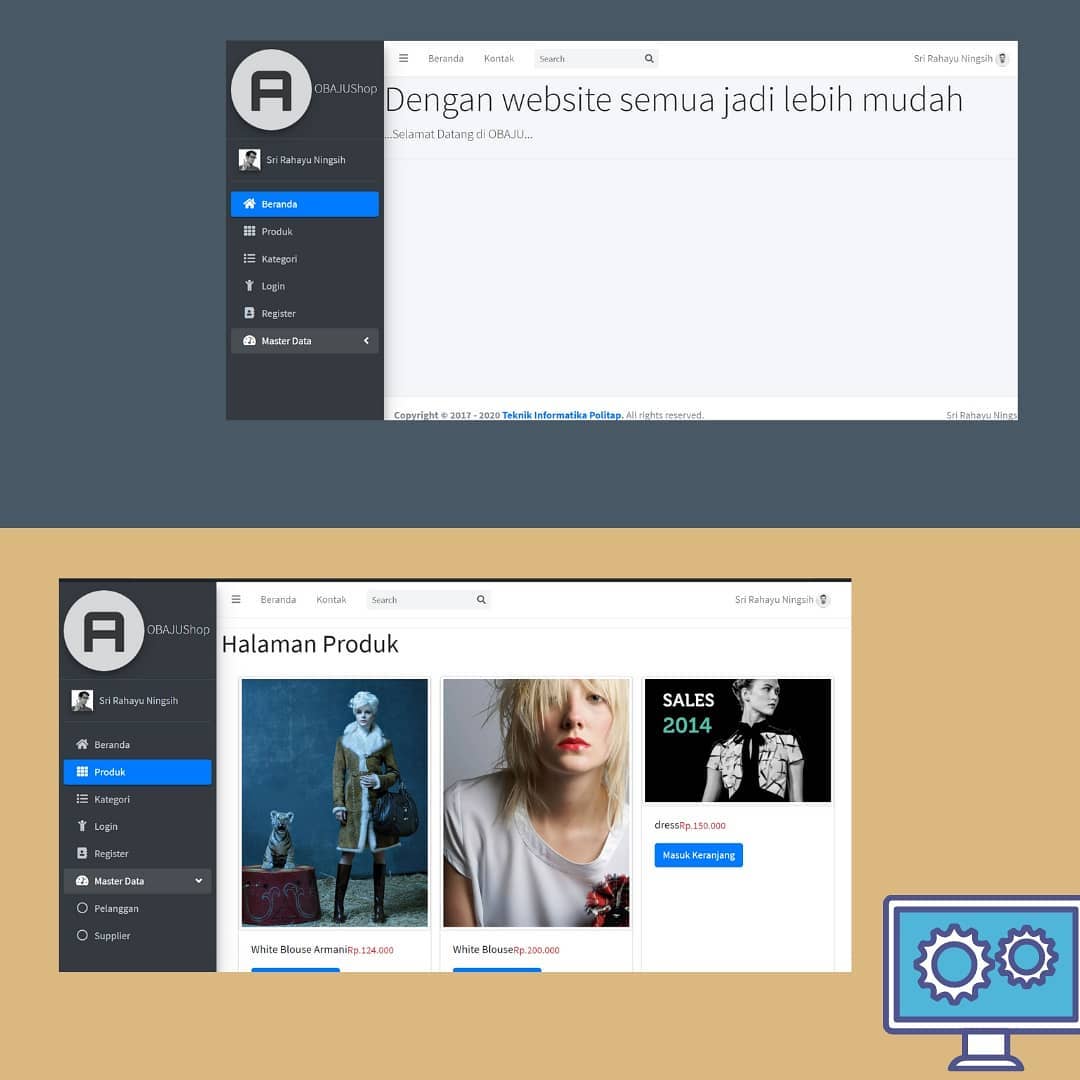 OBAJUShop
Sri Rahayu Ningsih
Beranda
Produk
Kategori
Login
Register
Master Data
Beranda Kontak Search Sri Rahayu Ningsih
Dengan website semua jadi lebih mudah
...Selamat Datang di OBAJU...
Copyright © 2017 - 2020 Teknik Informatika Politap. All rights reserved. Sri Rahayu Nings
OBAJUShop
Sri Rahayu Ningsih
Beranda
Produk
Kategori
Login
Register
Master Data
Pelanggan
Supplier
Beranda Kontak Search Sri Rahayu Ningsih
Halaman Produk
White Blouse ArmaniRp.124.000
White BlouseRp.200.000
SALES
2014
dressRp.150.000
Masuk Keranjang